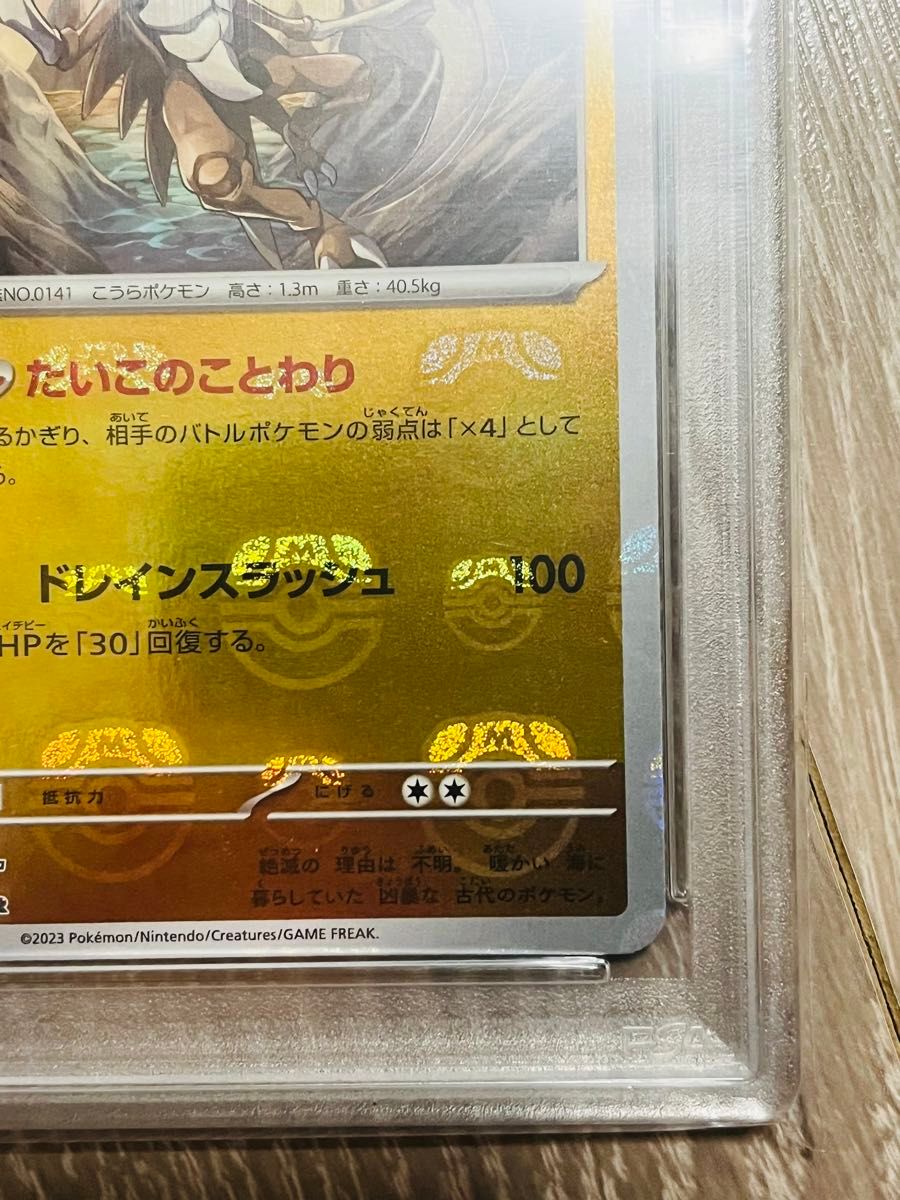 NO.0141 こうらポケモン 高さ:1.3m 重さ:40.5kg
たいこのことわり
あいて じゃくてん
るかぎり、相手のバトルポケモンの弱点は「×4」として
る。
ドレインスラッシュ 100
イチピー かいふく
HPを「30」回復する。
抵抗力 にげる
ぜつめつ りゆう ふめい あたた うみ
絶滅の 理由は 不明。 暖かい 海に
く きょうぼう こだい
暮らしていた 凶暴な 古代のポケモン。
©2023 Pokémon/Nintendo/Creatures/GAME FREAK.
PSA